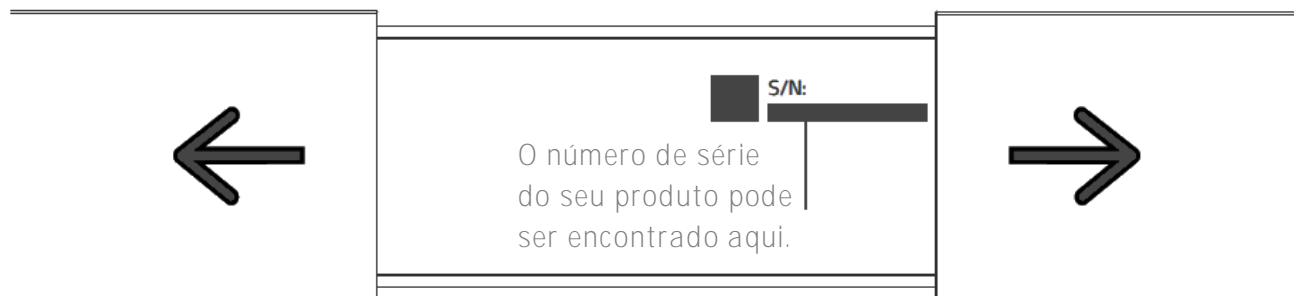 S/N:
O número de série
do seu produto pode
ser encontrado aqui.